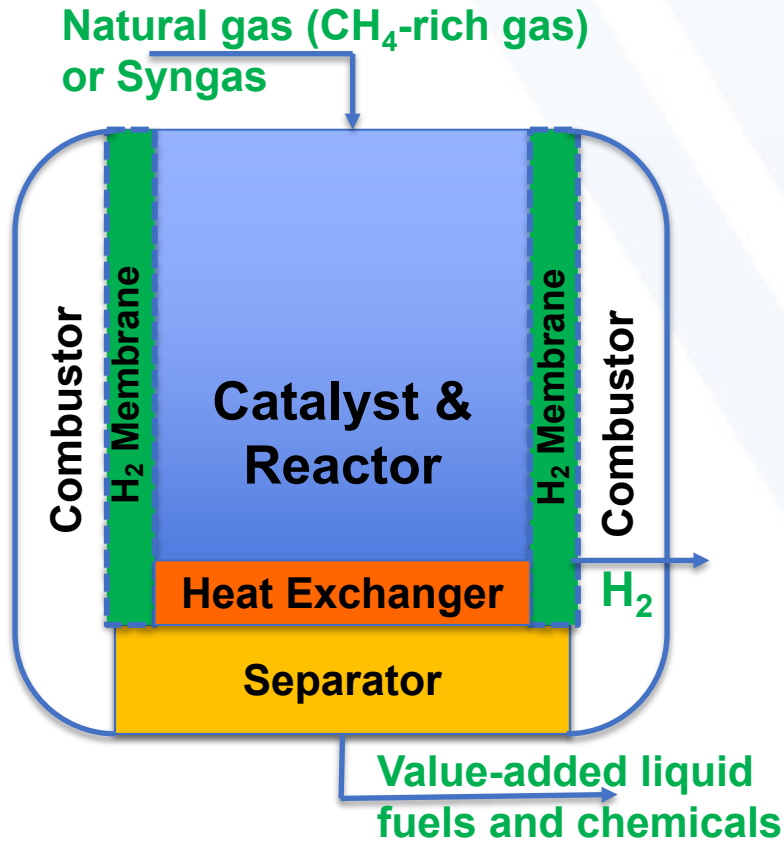 Natural gas (CH₄-rich gas)
or Syngas
Combustor
H₂ Membrane
Catalyst &
Reactor
H₂ Membrane
Combustor
Heat Exchanger
H₂
Separator
Value-added liquid
fuels and chemicals